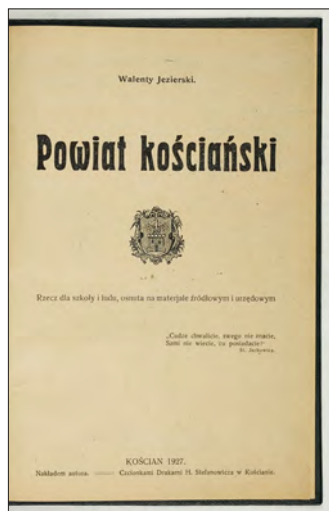 Walenty Jezierski.
Powiat kościański
Rzecz dla szkoły i ludu, osnuta na materjale źródłowym i urzędowym
„Cudze chwalicie, swego nie znacie,
Sami nie wiecie, co posiadacie!"
St. Jachowicz.
KOŚCIAN 1927.
Nakładem autora. ——— Czcionkami Drukarni H. Stefanowicza w Kościanie.